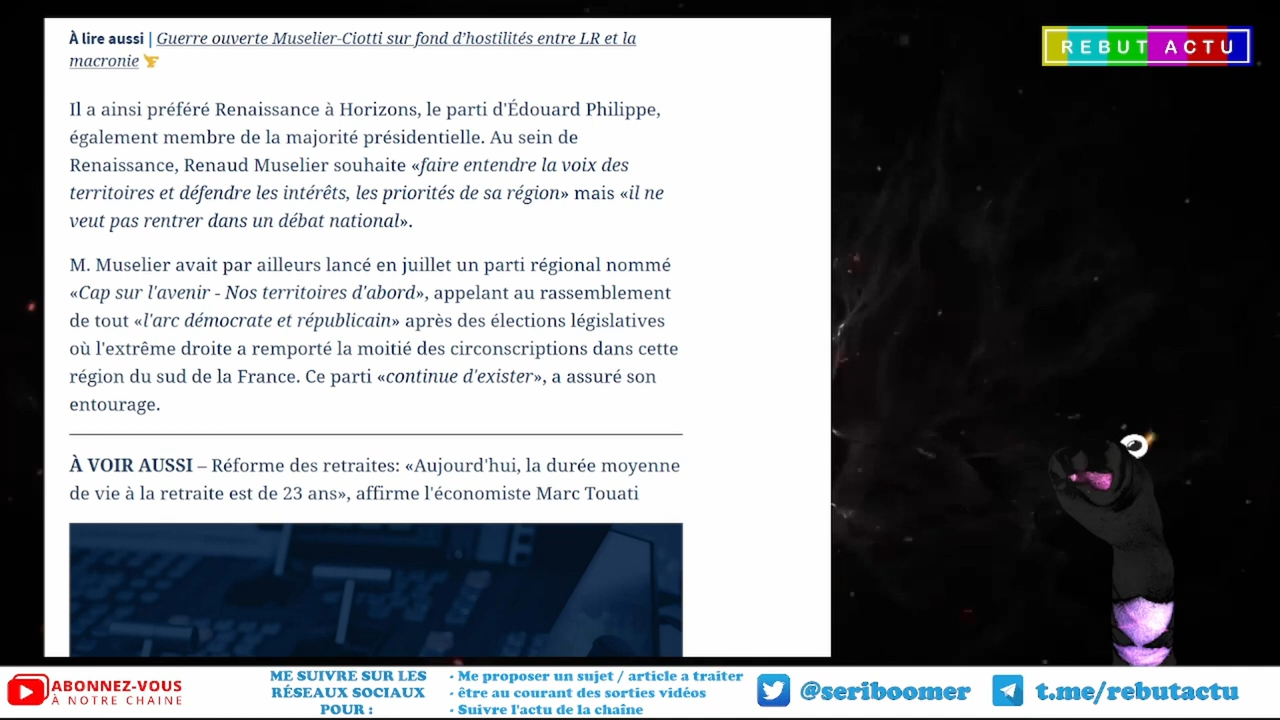 À lire aussi | Guerre ouverte Muselier-Ciotti sur fond d’hostilités entre LR et la
macronie
Il a ainsi préféré Renaissance à Horizons, le parti d'Édouard Philippe,
également membre de la majorité présidentielle. Au sein de
Renaissance, Renaud Muselier souhaite «faire entendre la voix des
territoires et défendre les intérêts, les priorités de sa région» mais «il ne
veut pas rentrer dans un débat national».
M. Muselier avait par ailleurs lancé en juillet un parti régional nommé
«Cap sur l'avenir - Nos territoires d'abord», appelant au rassemblement
de tout «l'arc démocrate et républicain» après des élections législatives
où l'extrême droite a remporté la moitié des circonscriptions dans cette
région du sud de la France. Ce parti «continue d'exister», a assuré son
entourage.
À VOIR AUSSI – Réforme des retraites: «Aujourd'hui, la durée moyenne
de vie à la retraite est de 23 ans», affirme l'économiste Marc Touati
REBUT ACTU
ABONNEZ-VOUS
À NOTRE CHAINE
ME SUIVRE SUR LES
RÉSEAUX SOCIAUX
POUR :
· Me proposer un sujet / article a traiter
· être au courant des sorties vidéos
· Suivre l'actu de la chaîne
@seriboomer
t.me/rebutactu